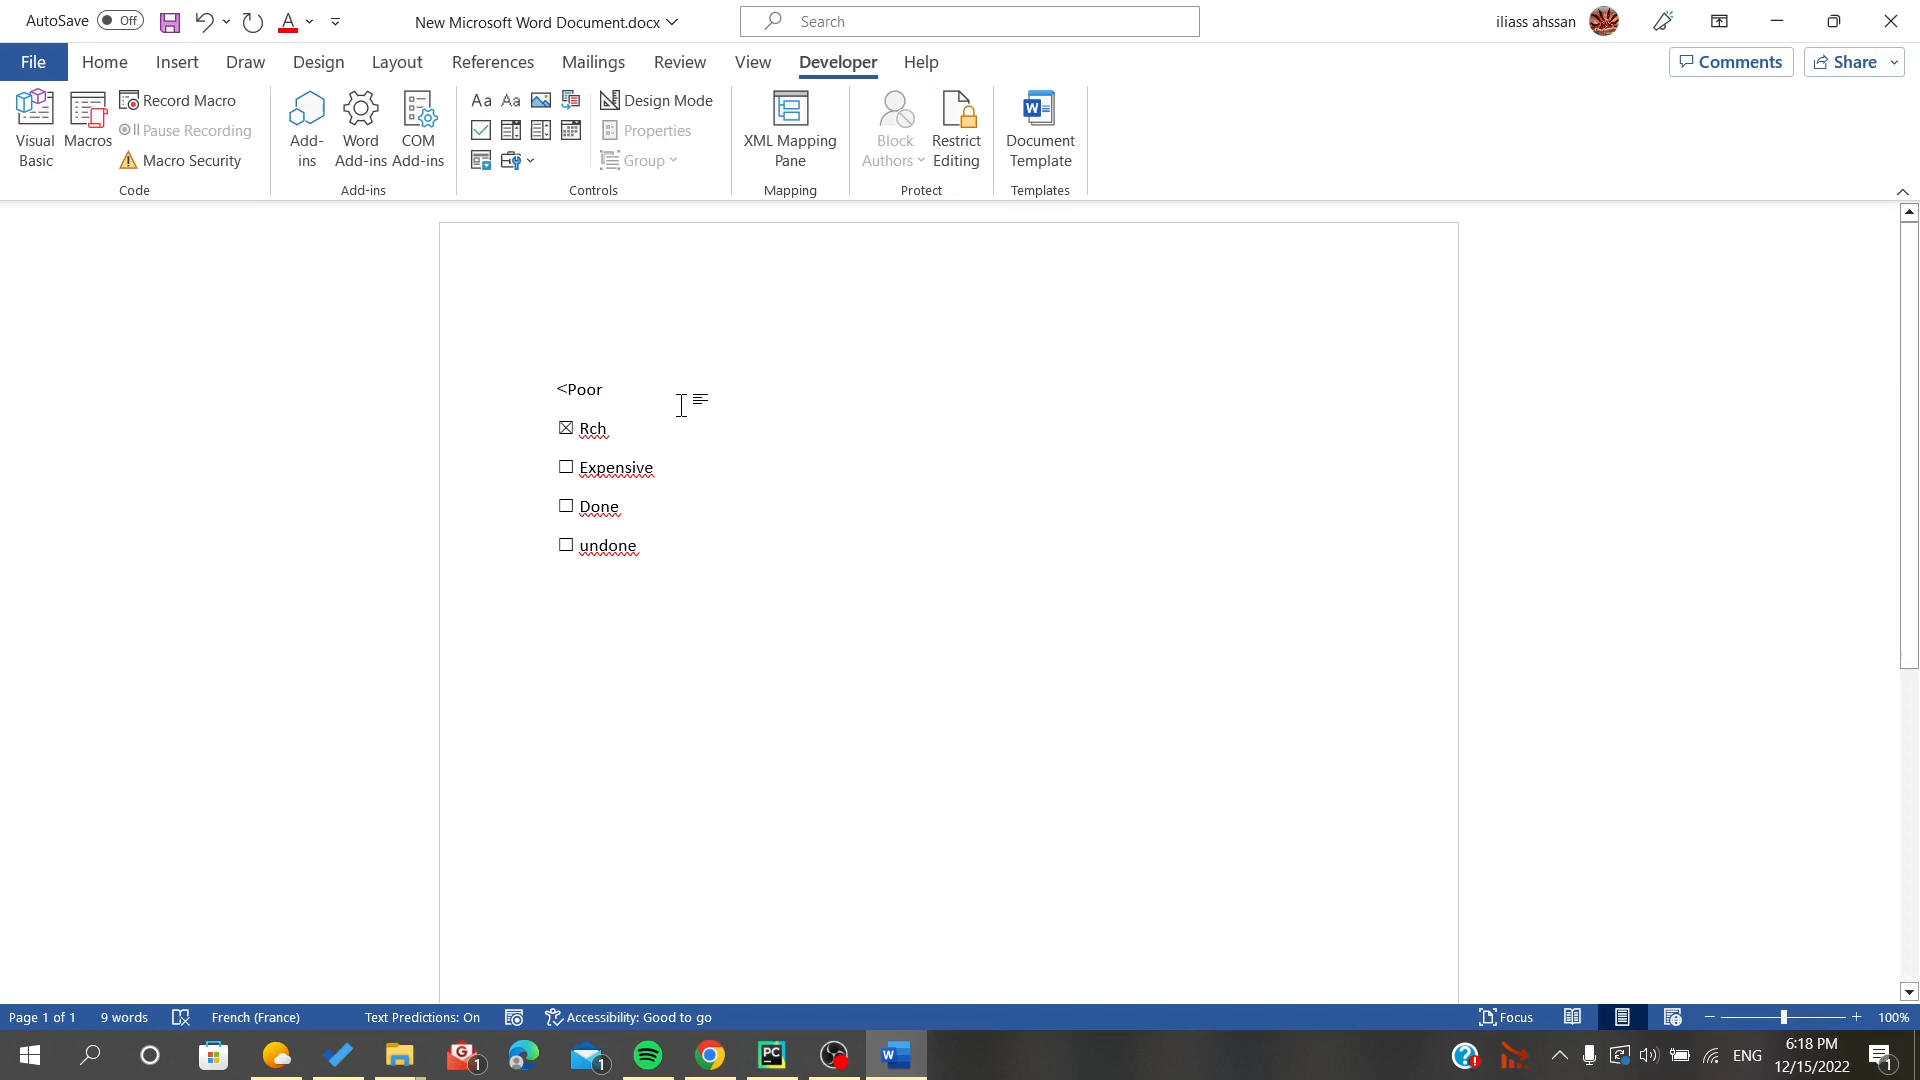 AutoSave Off New Microsoft Word Document.docx Search iliass ahssan
File Home Insert Draw Design Layout References Mailings Review View Developer Help Comments Share
Visual Basic
Macros
Record Macro
Pause Recording
Macro Security
Code
Add-ins
Word Add-ins
COM Add-ins
Add-ins
Aa Aa
Design Mode
Properties
Group
Controls
XML Mapping Pane
Mapping
Block Authors
Restrict Editing
Protect
Document Template
Templates
<Poor
☒ Rch
☐ Expensive
☐ Done
☐ undone
Page 1 of 1 9 words French (France) Text Predictions: On Accessibility: Good to go Focus 100%
ENG
6:18 PM
12/15/2022